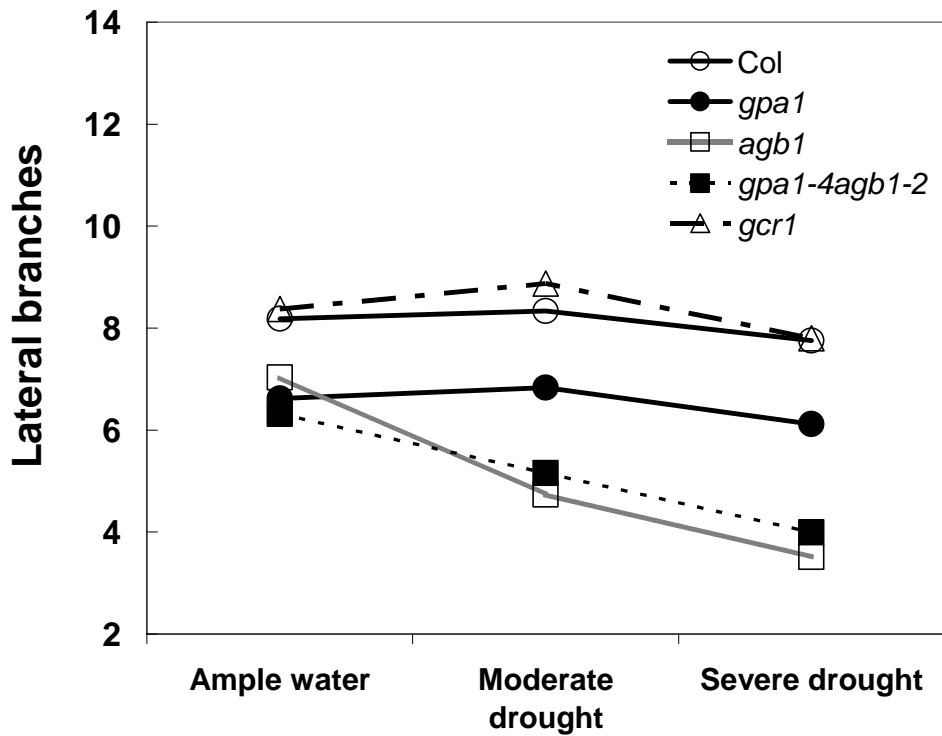 14
12
10
8
6
4
2
Lateral branches
Col
gpa1
agb1
gpa1-4agb1-2
gcr1
Ample water
Moderate
drought
Severe drought